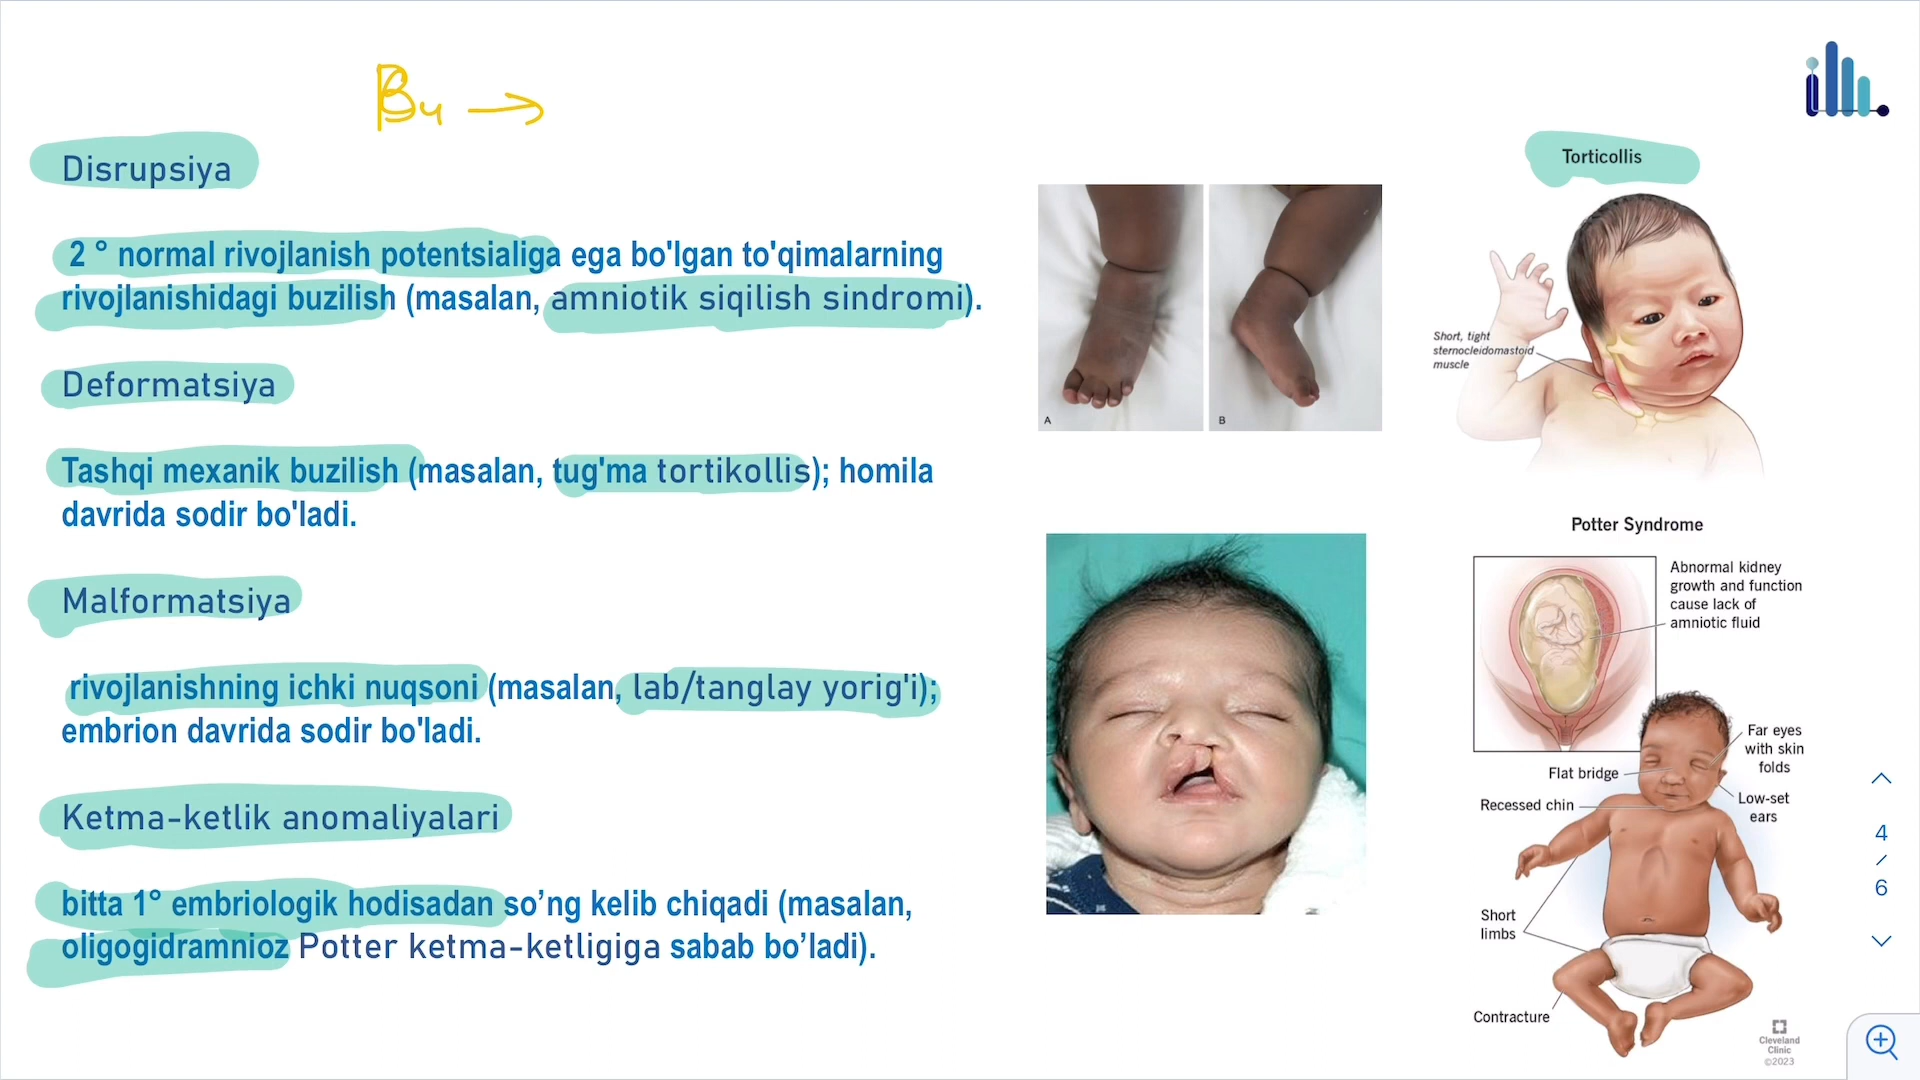 Bu →
Disrupsiya
2 ° normal rivojlanish potentsialiga ega bo'lgan to'qimalarning
rivojlanishidagi buzilish (masalan, amniotik siqilish sindromi).
Deformatsiya
Tashqi mexanik buzilish (masalan, tug'ma tortikollis); homila
davrida sodir bo'ladi.
Malformatsiya
rivojlanishning ichki nuqsoni (masalan, lab/tanglay yorig'i);
embrion davrida sodir bo'ladi.
Ketma-ketlik anomaliyalari
bitta 1° embriologik hodisadan so’ng kelib chiqadi (masalan,
oligogidramnioz Potter ketma-ketligiga sabab bo’ladi).
A
B
Torticollis
Short, tight
sternocleidomastoid
muscle
Potter Syndrome
Abnormal kidney
growth and function
cause lack of
amniotic fluid
Far eyes
with skin
folds
Flat bridge
Recessed chin
Low-set
ears
Short
limbs
Contracture
Cleveland
Clinic
©2023
4
/
6